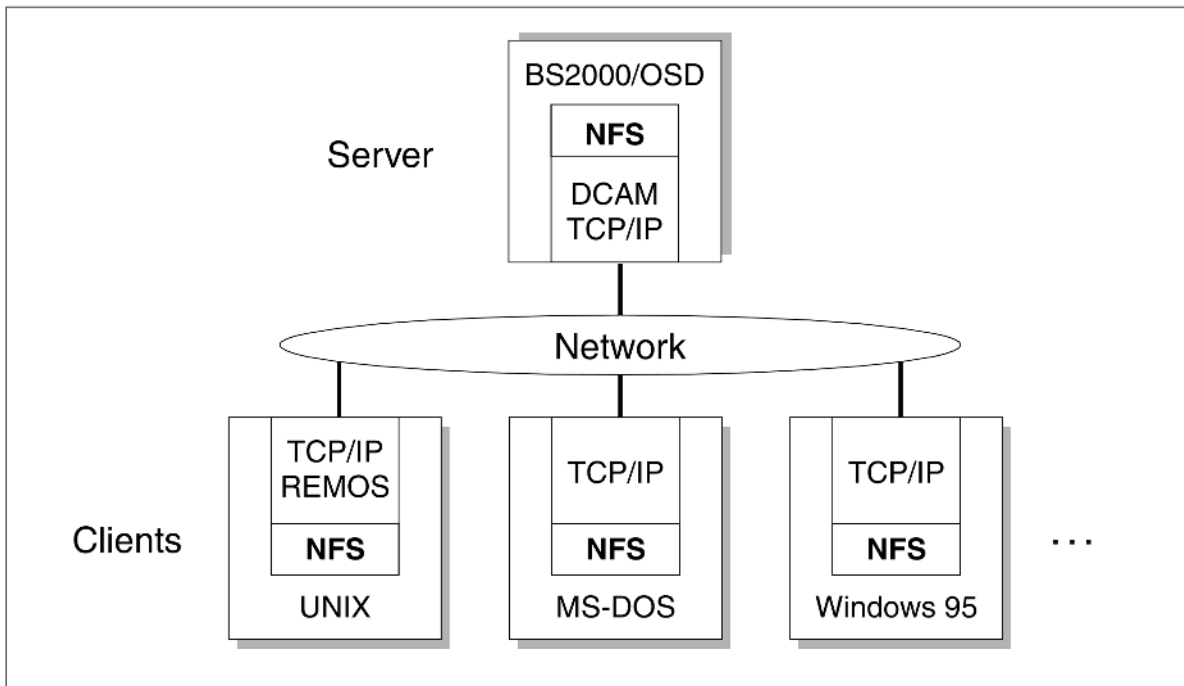 BS2000/OSD
NFS
Server
DCAM
TCP/IP
Network
TCP/IP
REMOS
NFS
UNIX
TCP/IP
NFS
MS-DOS
TCP/IP
NFS
Windows 95
Clients
...